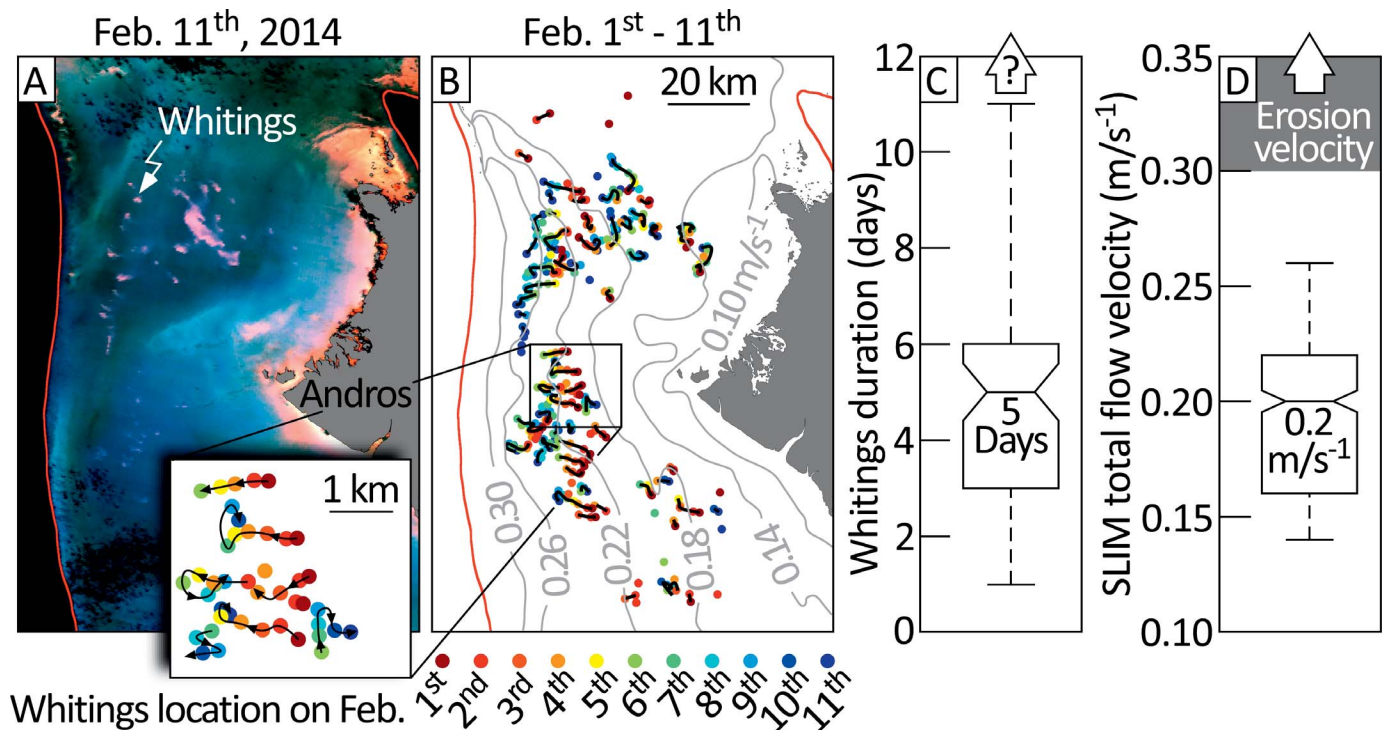 Feb. 11th, 2014
A
Whitings
Andros
1 km
Feb. 1st - 11th
B
20 km
0.10 m/s-1
0.30
0.26
0.22
0.18
0.14
Whitings location on Feb.
1st
2nd
3rd
4th
5th
6th
7th
8th
9th
10th
11th
C
?
Whitings duration (days)
12
10
8
6
4
2
0
5
Days
D
SLIM total flow velocity (m/s-1)
0.35
0.30
0.25
0.20
0.15
0.10
Erosion
velocity
0.2
m/s-1